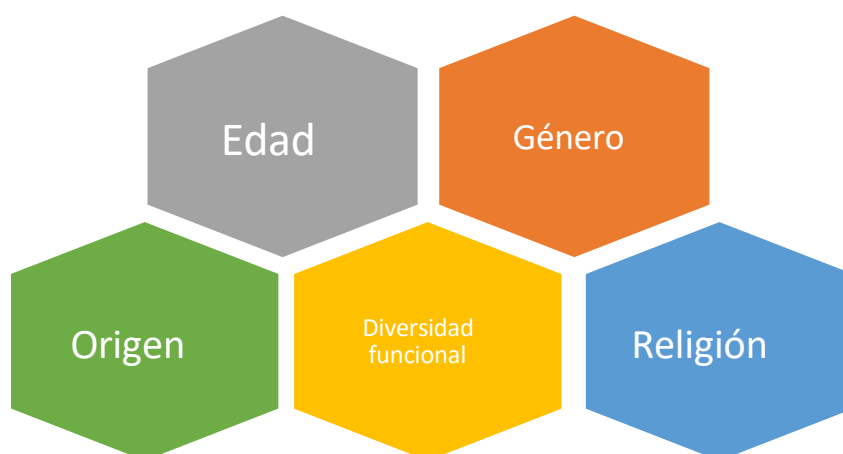 Edad
Género
Origen
Diversidad
funcional
Religión